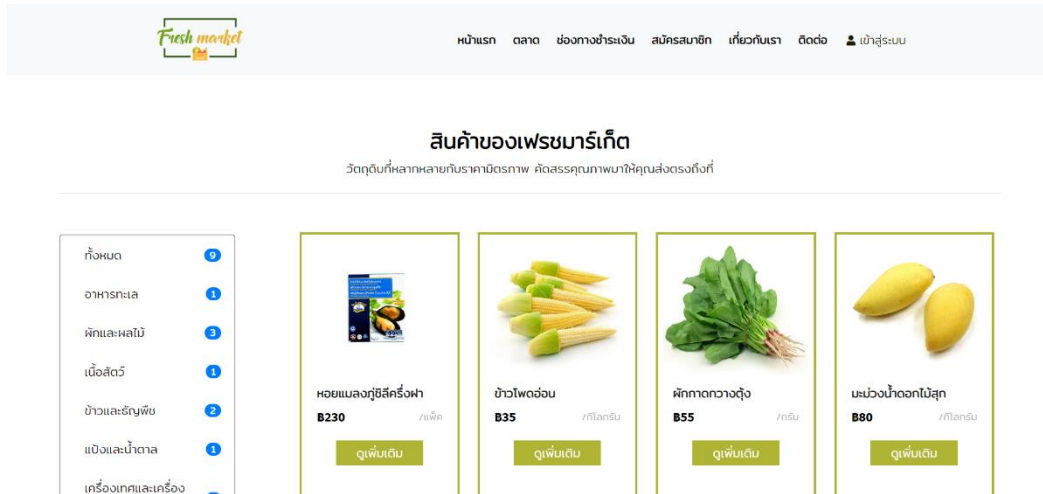 Fresh market
หน้าแรก ตลาด ช่องทางชำระเงิน สมัครสมาชิก เกี่ยวกับเรา ติดต่อ เข้าสู่ระบบ
สินค้าของเฟรชมาร์เก็ต
วัตถุดิบที่หลากหลายกับราคามิตรภาพ คัดสรรคุณภาพมาให้คุณส่งตรงถึงที่
ทั้งหมด 9
อาหารทะเล 1
ผักและผลไม้ 3
เนื้อสัตว์ 1
ข้าวและธัญพืช 2
แป้งและน้ำตาล 1
เครื่องเทศและเครื่อง
หอยแมลงภู่ชิลีครึ่งฝา
฿230 /แพ็ค
ดูเพิ่มเติม
ข้าวโพดอ่อน
฿35 /กิโลกรัม
ดูเพิ่มเติม
ผักกาดกวางตุ้ง
฿55 /กรัม
ดูเพิ่มเติม
มะม่วงน้ำดอกไม้สุก
฿80 /กิโลกรัม
ดูเพิ่มเติม